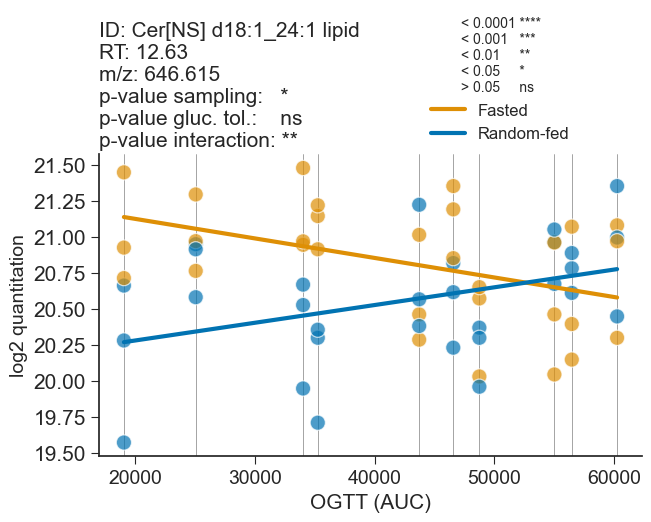 ID: Cer[NS] d18:1_24:1 lipid
RT: 12.63
m/z: 646.615
p-value sampling: *
p-value gluc. tol.: ns
p-value interaction: **
< 0.0001 ****
< 0.001 ***
< 0.01 **
< 0.05 *
> 0.05 ns
Fasted
Random-fed
21.50
21.25
21.00
20.75
20.50
20.25
20.00
19.75
19.50
log2 quantitation
20000 30000 40000 50000 60000
OGTT (AUC)